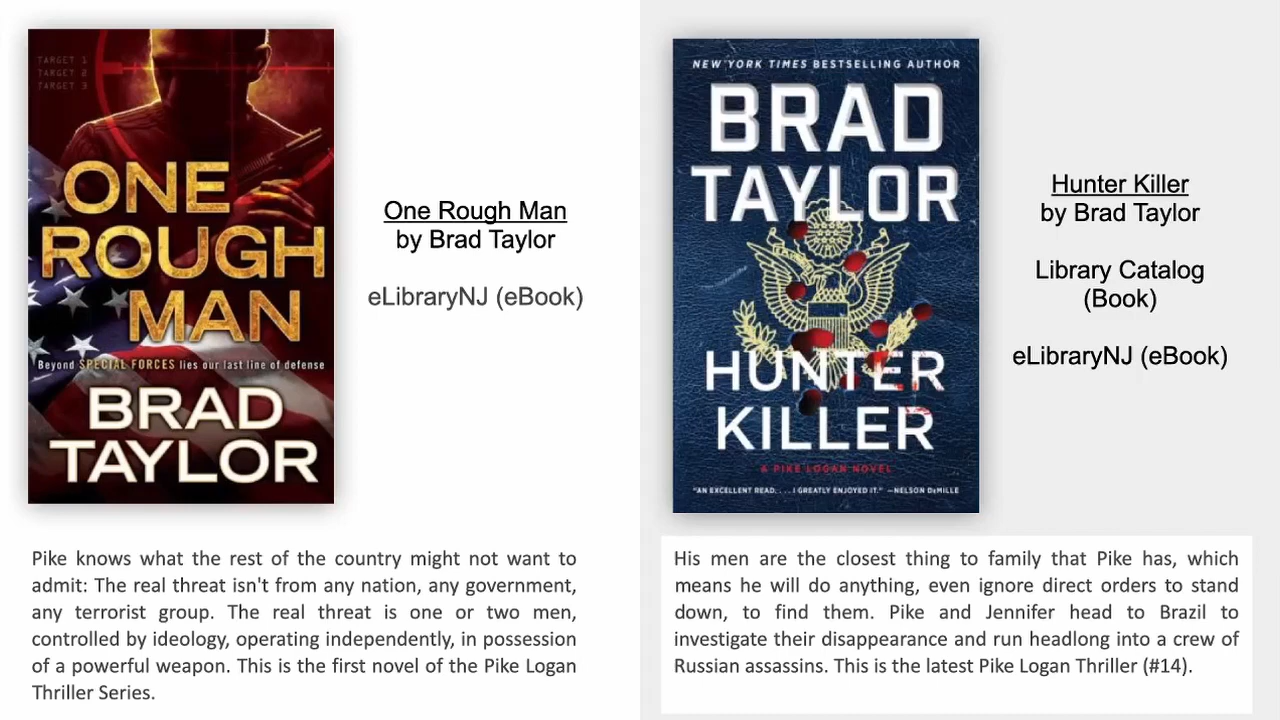 TARGET 1
TARGET 2
TARGET 3
ONE
ROUGH
MAN
Beyond SPECIAL FORCES lies our last line of defense
BRAD
TAYLOR
One Rough Man
by Brad Taylor
eLibraryNJ (eBook)
Pike knows what the rest of the country might not want to
admit: The real threat isn't from any nation, any government,
any terrorist group. The real threat is one or two men,
controlled by ideology, operating independently, in possession
of a powerful weapon. This is the first novel of the Pike Logan
Thriller Series.
NEW YORK TIMES BESTSELLING AUTHOR
BRAD
TAYLOR
HUNTER
KILLER
A PIKE LOGAN NOVEL
"AN EXCELLENT READ. . . . I GREATLY ENJOYED IT." —NELSON DeMILLE
Hunter Killer
by Brad Taylor
Library Catalog
(Book)
eLibraryNJ (eBook)
His men are the closest thing to family that Pike has, which
means he will do anything, even ignore direct orders to stand
down, to find them. Pike and Jennifer head to Brazil to
investigate their disappearance and run headlong into a crew of
Russian assassins. This is the latest Pike Logan Thriller (#14).